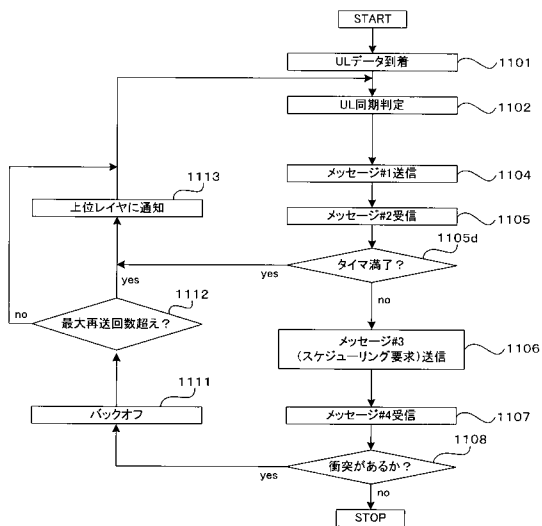 START
ULデータ到着
1101
UL同期判定
1102
メッセージ#1送信
1104
1113
上位レイヤに通知
メッセージ#2受信
1105
1105d
タイマ満了?
yes
no
1112
最大再送回数超え?
no
yes
メッセージ#3
(スケジューリング要求)送信
1106
1111
バックオフ
メッセージ#4受信
1107
1108
衝突があるか?
yes
no
STOP